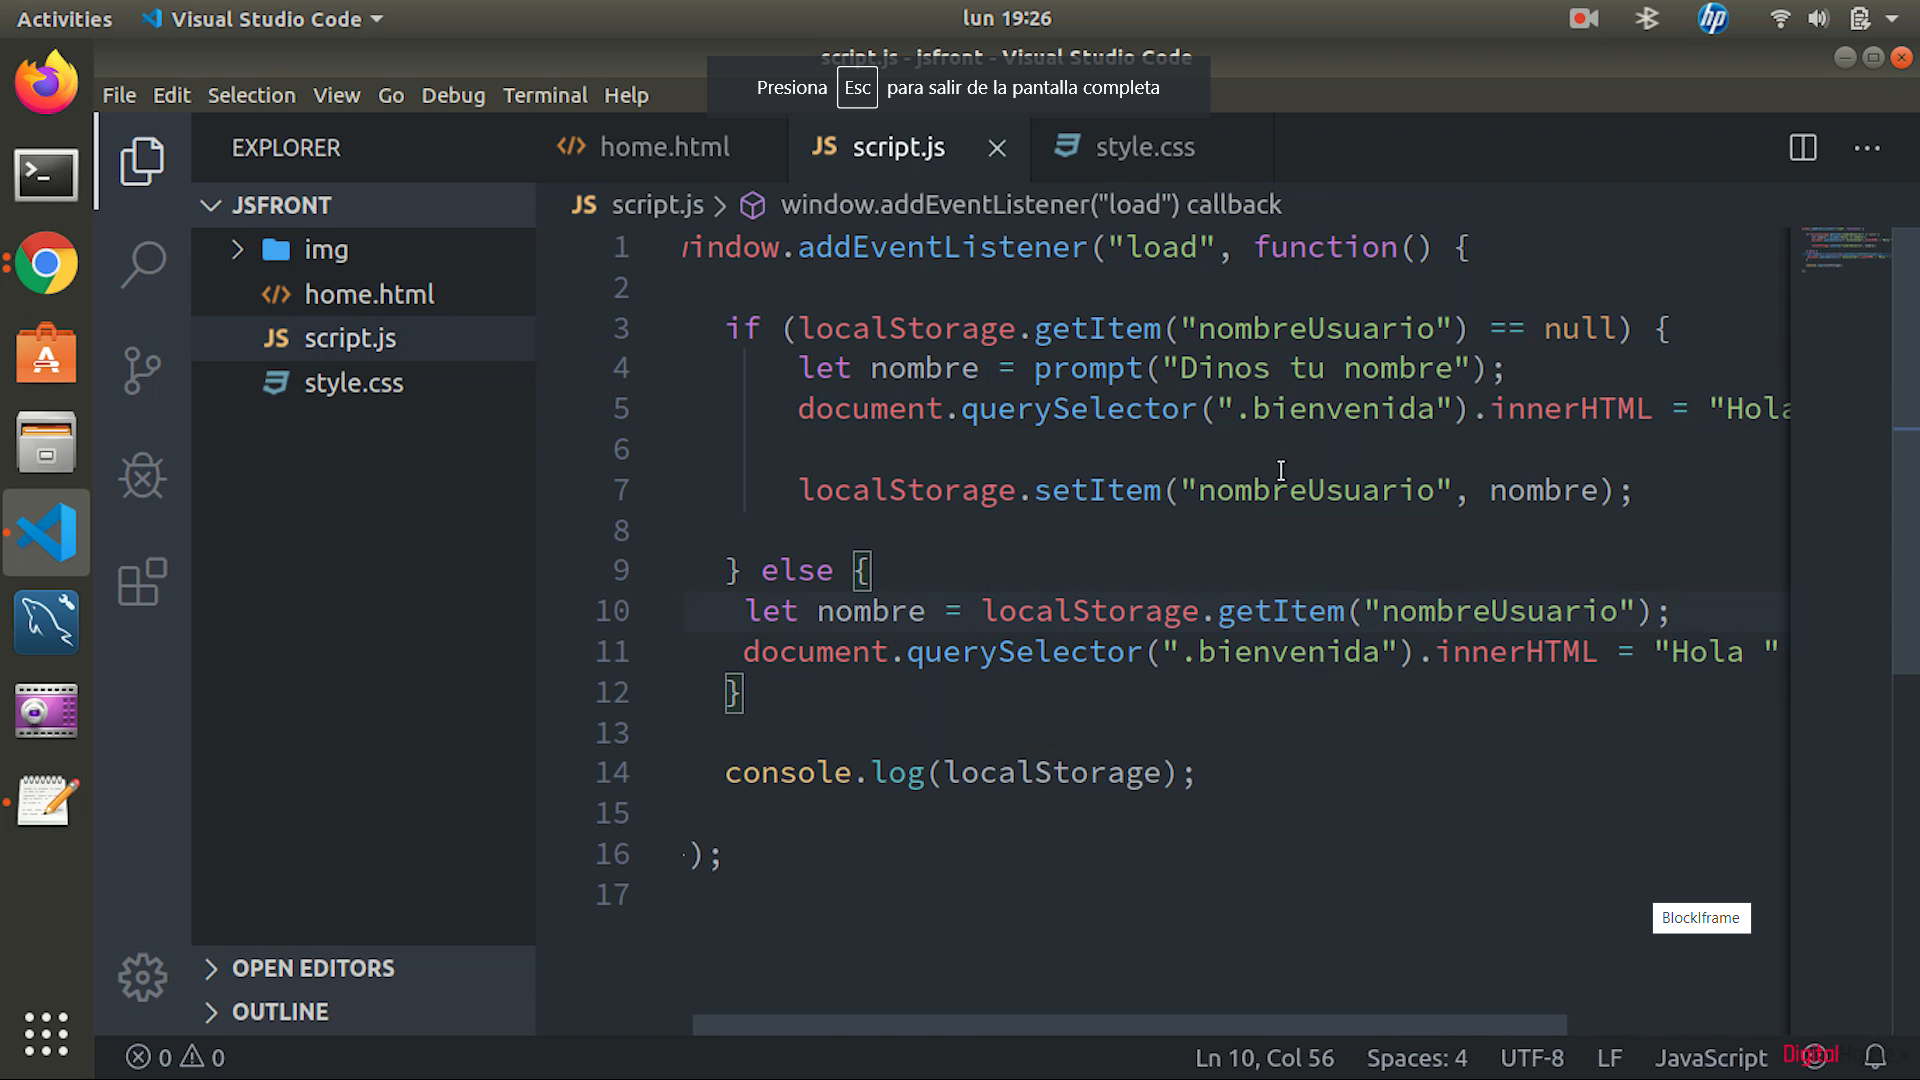 Activities
Visual Studio Code
lun 19:26
hp
script.js - jsfront - Visual Studio Code
Presiona Esc para salir de la pantalla completa
File Edit Selection View Go Debug Terminal Help
EXPLORER
home.html
JS script.js
style.css
JSFRONT
img
home.html
JS script.js
style.css
OPEN EDITORS
OUTLINE
JS script.js > window.addEventListener("load") callback
1 indow.addEventListener("load", function() {
2
3 if (localStorage.getItem("nombreUsuario") == null) {
4 let nombre = prompt("Dinos tu nombre");
5 document.querySelector(".bienvenida").innerHTML = "Hola
6
7 localStorage.setItem("nombreUsuario", nombre);
8
9 } else {
10 let nombre = localStorage.getItem("nombreUsuario");
11 document.querySelector(".bienvenida").innerHTML = "Hola "
12 }
13
14 console.log(localStorage);
15
16 );
17
BlockIframe
0 0
Ln 10, Col 56
Spaces: 4
UTF-8
LF
JavaScript
Digital